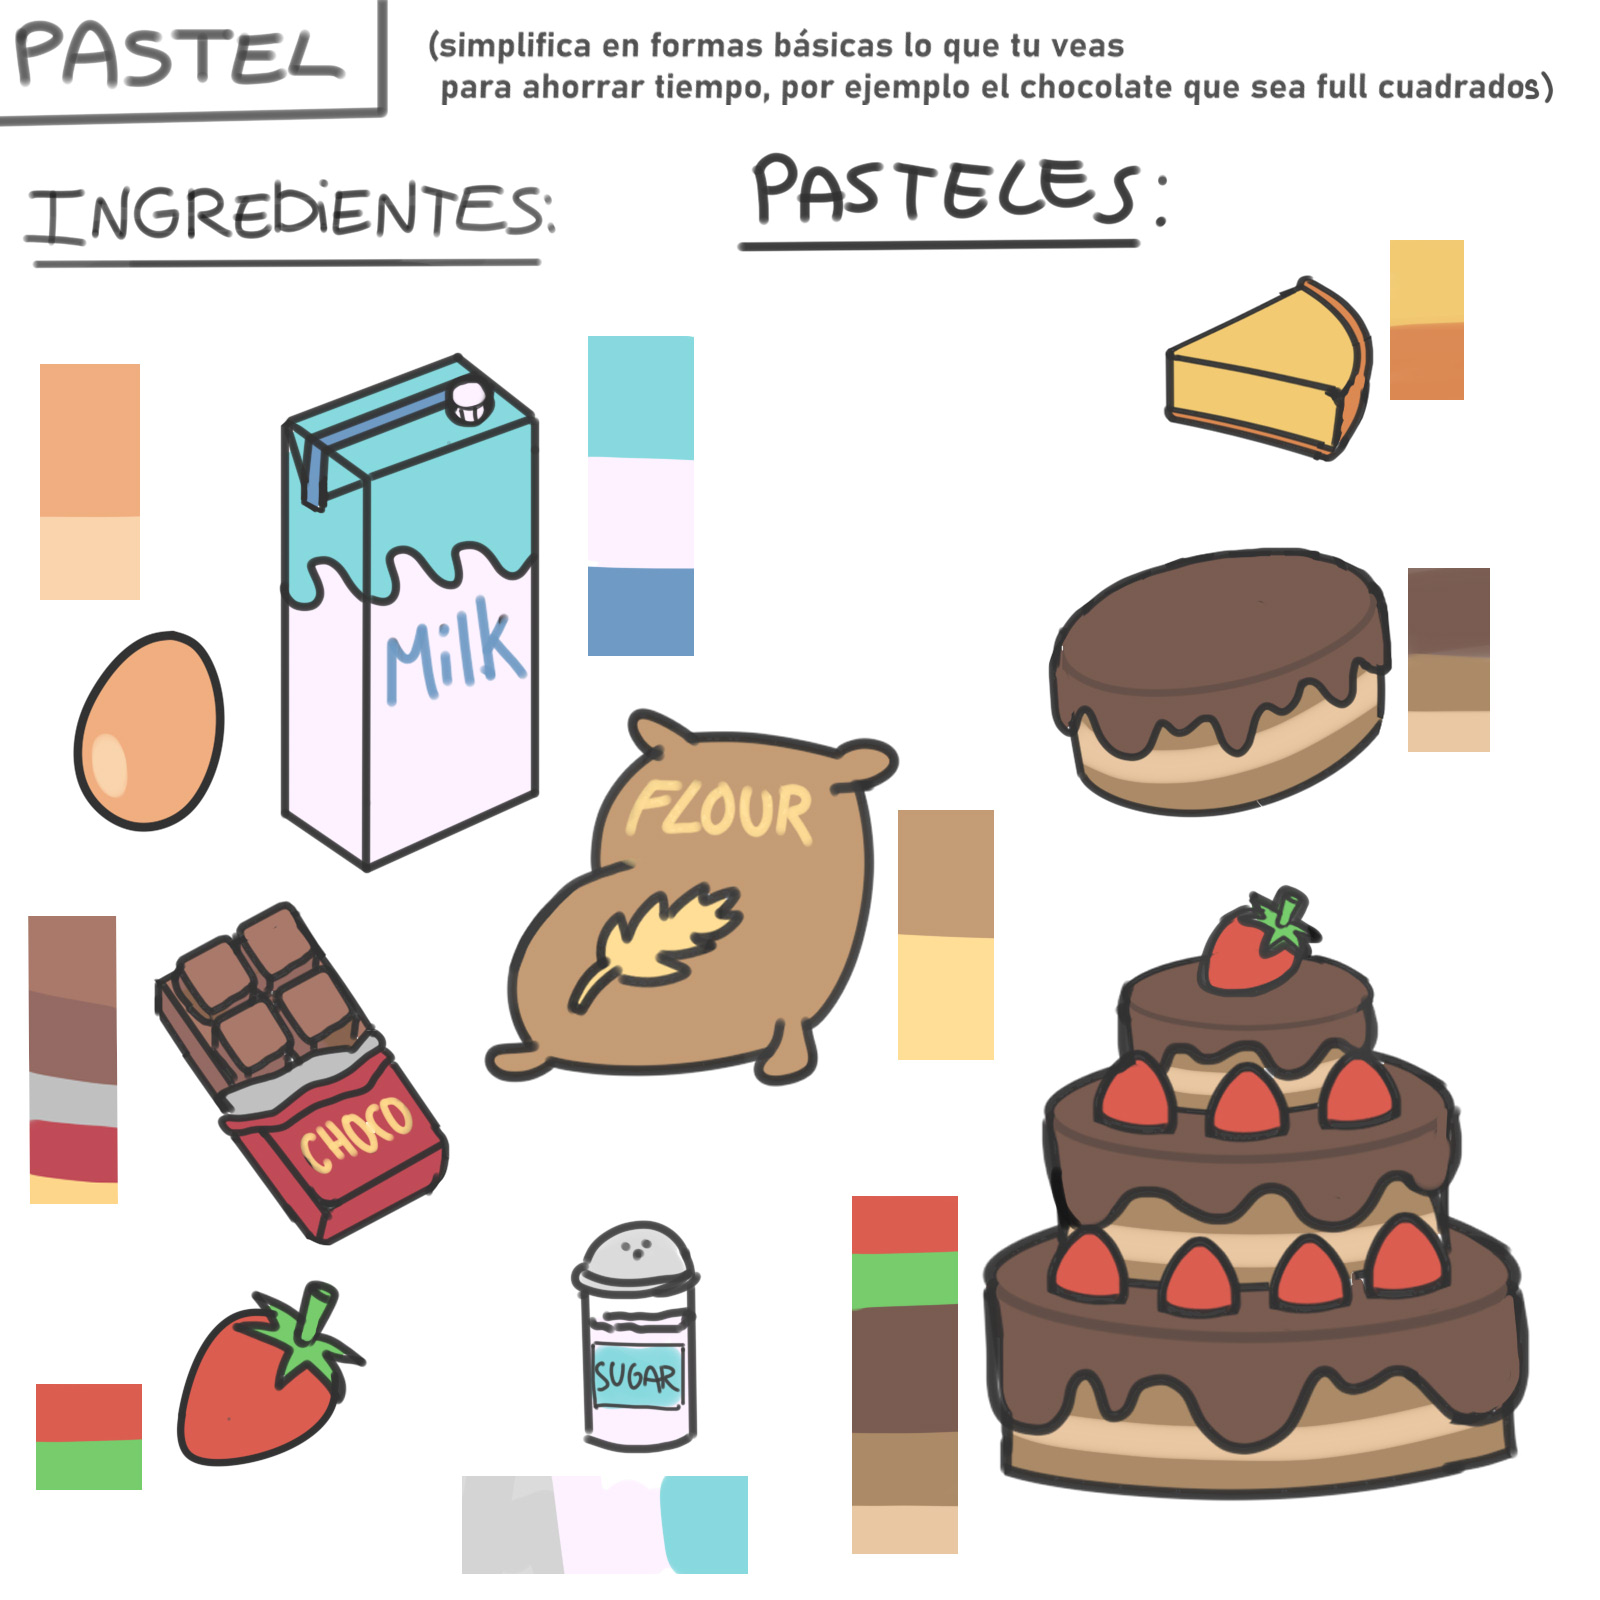 PASTEL
(simplifica en formas básicas lo que tu veas
para ahorrar tiempo, por ejemplo el chocolate que sea full cuadrados)
INGREDiENTES:
PASTELES:
Milk
FLOUR
CHOCO
SUGAR